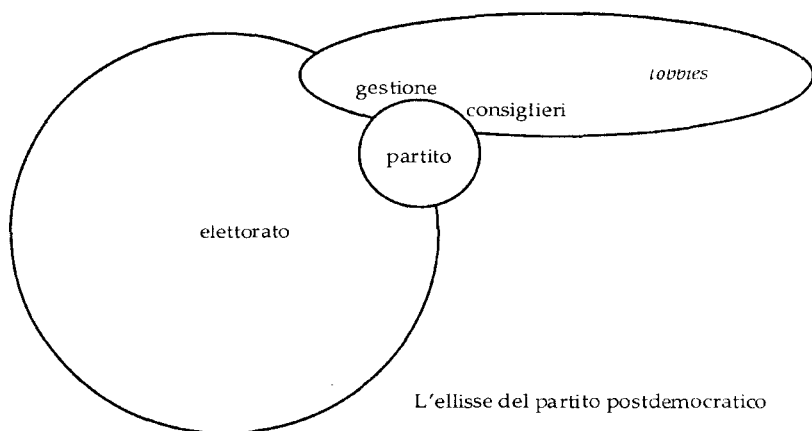 lobbies
gestione
consiglieri
partito
elettorato
L'ellisse del partito postdemocratico